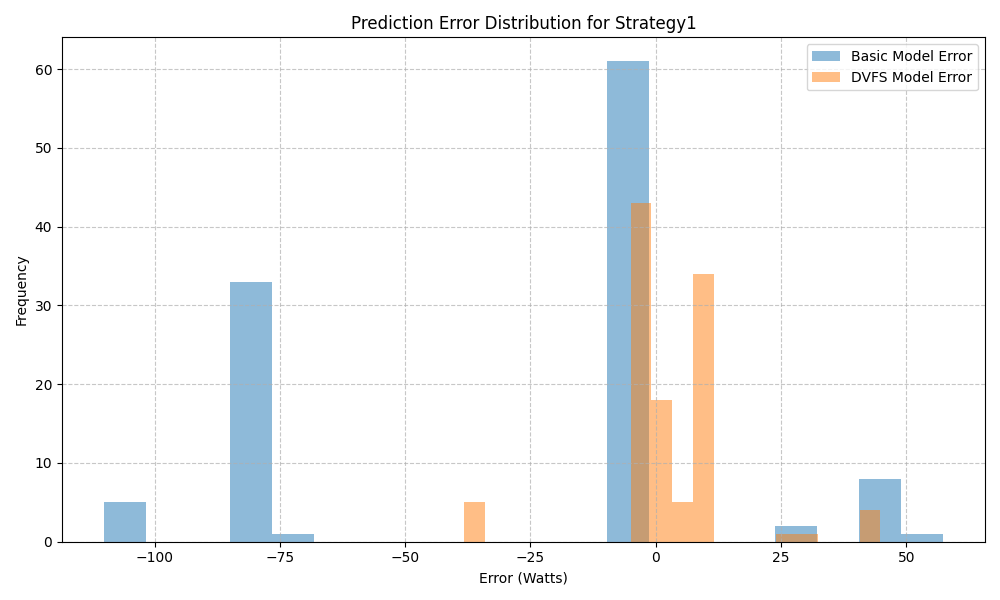 Prediction Error Distribution for Strategy1
Basic Model Error
DVFS Model Error
60
50
40
30
20
10
0
Frequency
−100
−75
−50
−25
0
25
50
Error (Watts)